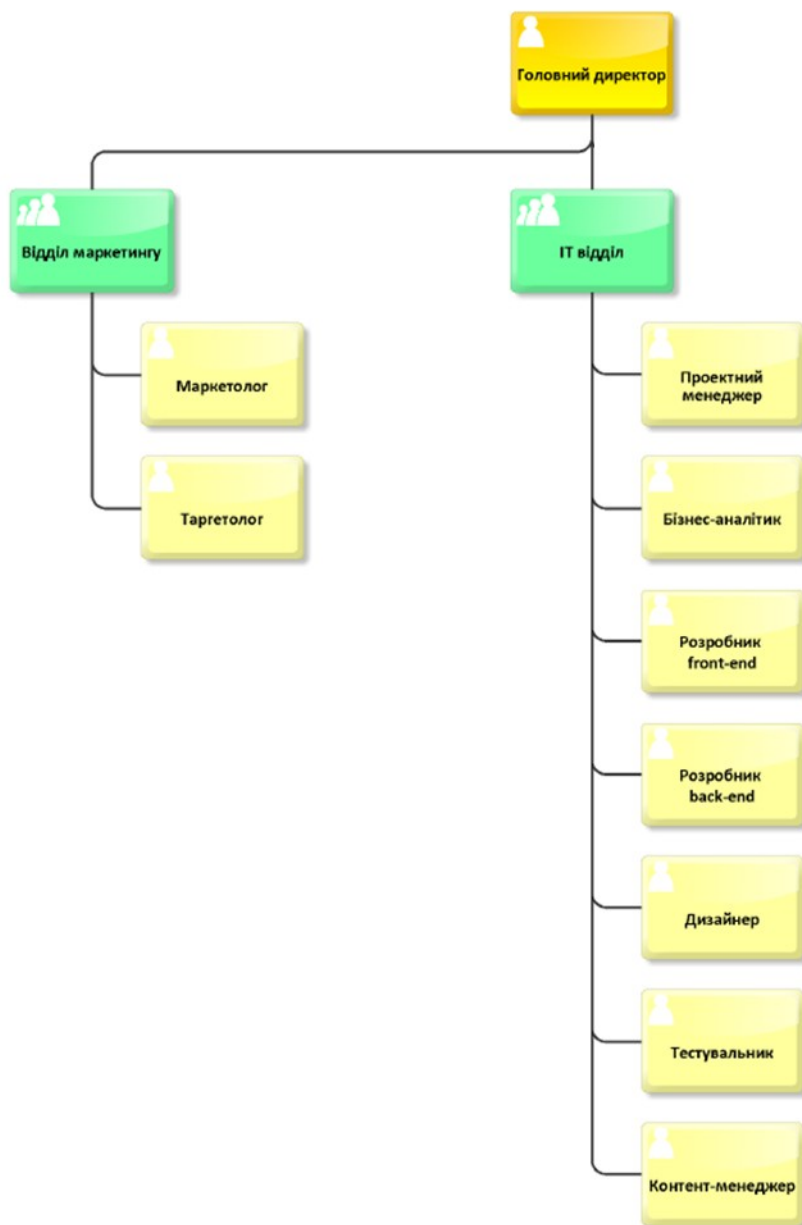 Головний директор
Відділ маркетингу
ІТ відділ
Маркетолог
Таргетолог
Проектний
менеджер
Бізнес-аналітик
Розробник
front-end
Розробник
back-end
Дизайнер
Тестувальник
Контент-менеджер